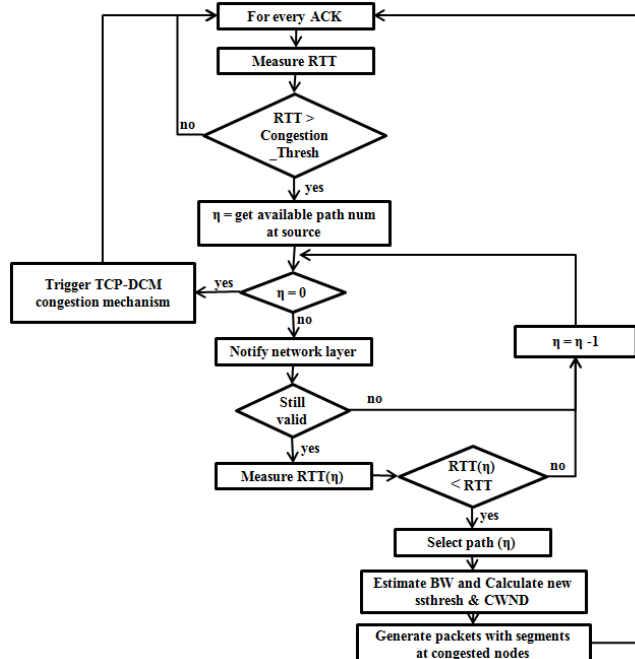 For every ACK
Measure RTT
RTT >
Congestion
_Thresh
no
yes
η = get available path num
at source
Trigger TCP-DCM
congestion mechanism
yes
η = 0
no
η = η -1
Notify network layer
Still
valid
no
yes
Measure RTT(η)
RTT(η)
< RTT
no
yes
Select path (η)
Estimate BW and Calculate new
ssthresh & CWND
Generate packets with segments
at congested nodes